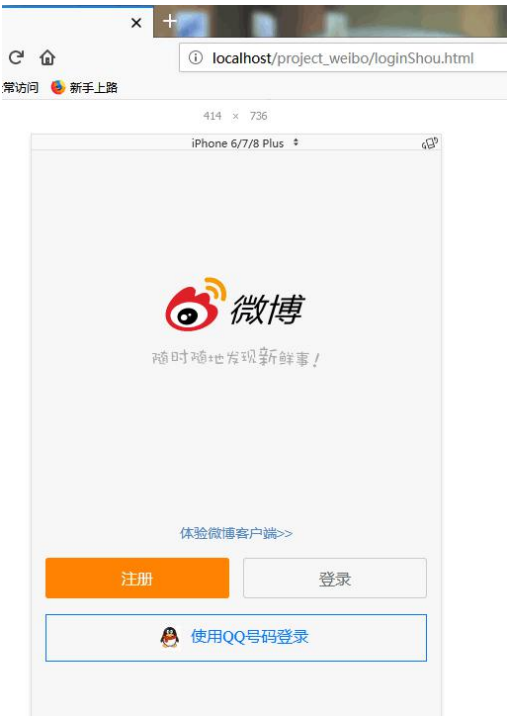 localhost/project_weibo/loginShou.html
常访问 新手上路
414 × 736
iPhone 6/7/8 Plus
微博
随时随地发现新鲜事!
体验微博客户端>>
注册 登录
使用QQ号码登录